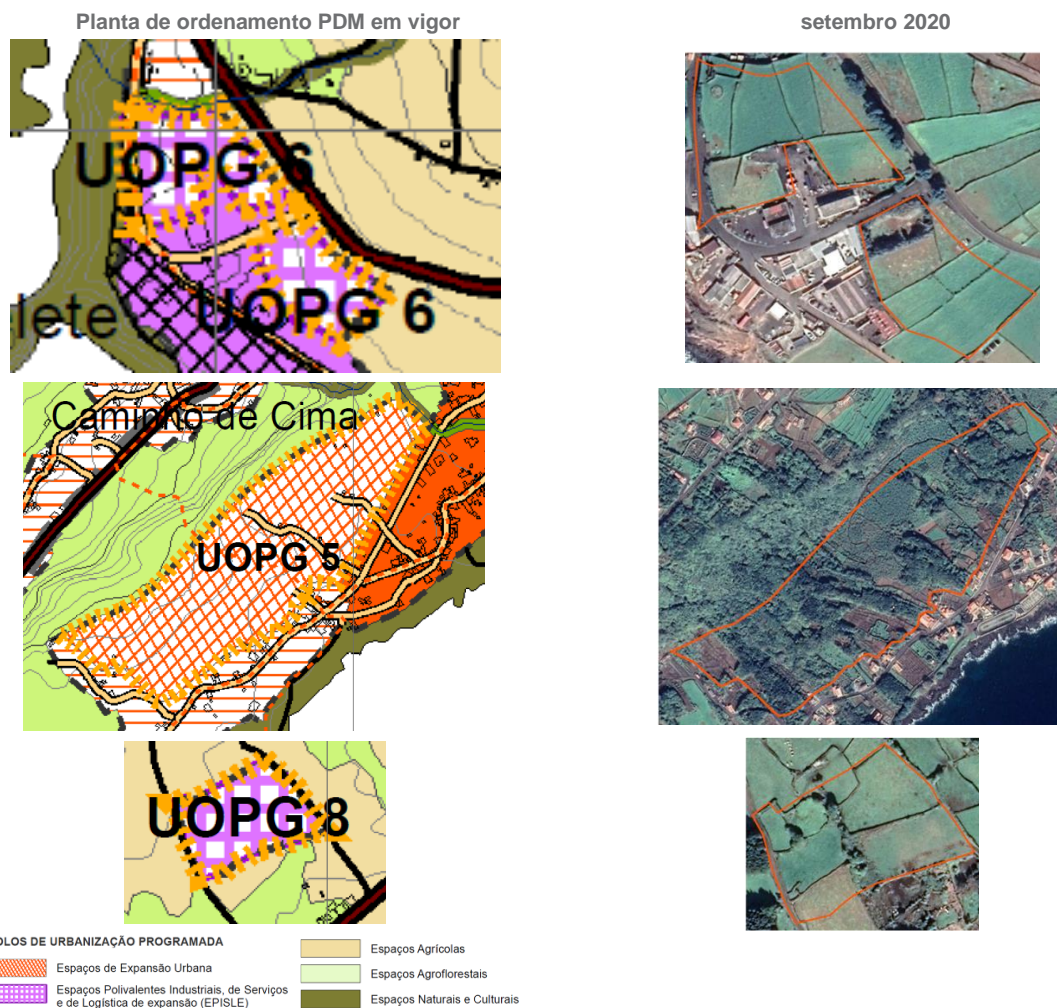 Planta de ordenamento PDM em vigor
setembro 2020
UOPG 6
lete
UOPG 6
Caminho de Cima
UOPG 5
UOPG 8
OLOS DE URBANIZAÇÃO PROGRAMADA
Espaços de Expansão Urbana
Espaços Polivalentes Industriais, de Serviços
e de Logística de expansão (EPISLE)
Espaços Agrícolas
Espaços Agroflorestais
Espaços Naturais e Culturais